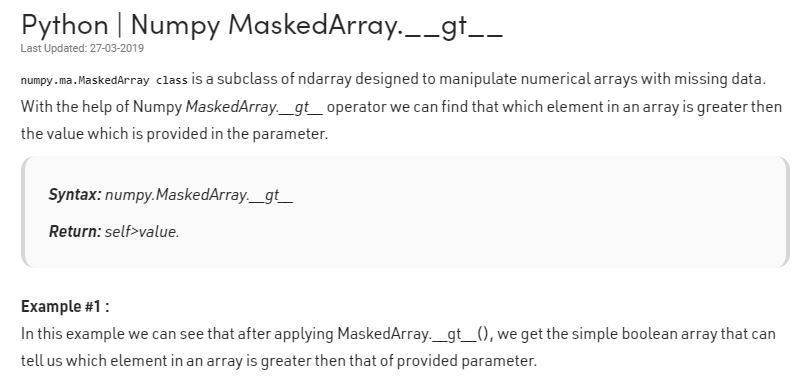 Python | Numpy MaskedArray.__gt__
Last Updated: 27-03-2019
numpy.ma.MaskedArray class is a subclass of ndarray designed to manipulate numerical arrays with missing data.
With the help of Numpy MaskedArray.__gt__ operator we can find that which element in an array is greater then
the value which is provided in the parameter.
Syntax: numpy.MaskedArray.__gt__
Return: self>value.
Example #1 :
In this example we can see that after applying MaskedArray.__gt__(), we get the simple boolean array that can
tell us which element in an array is greater then that of provided parameter.